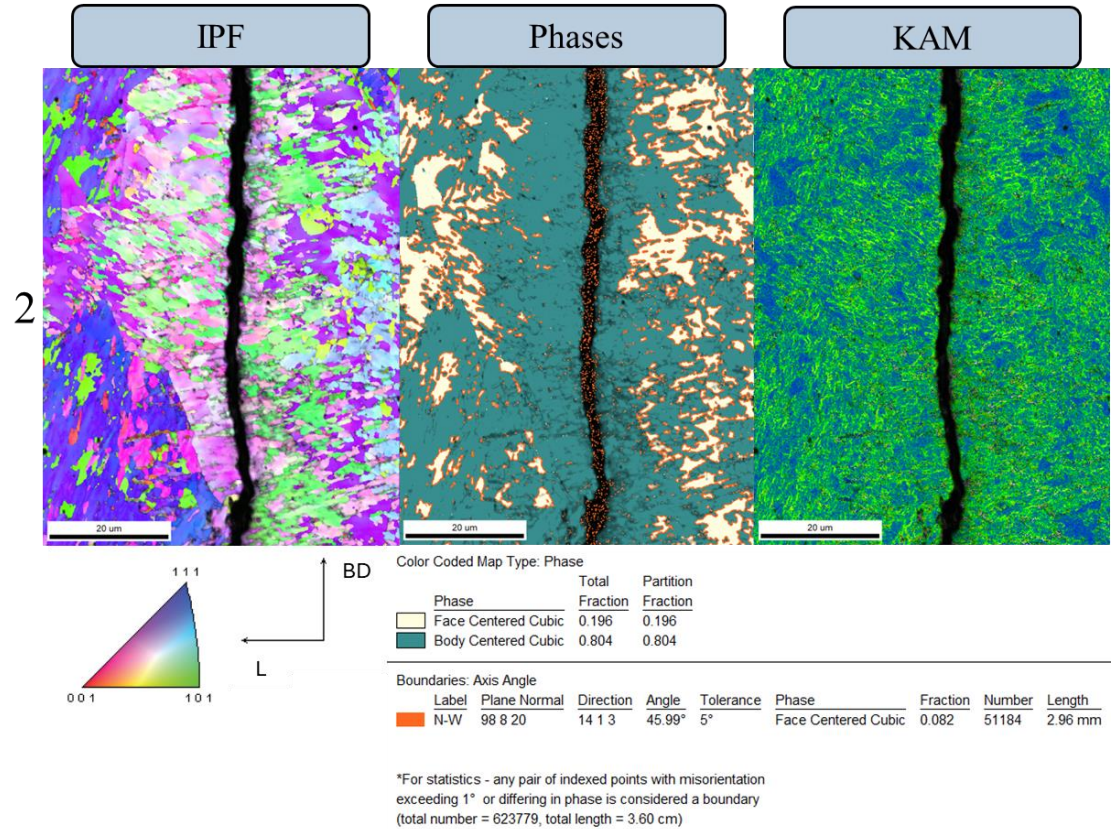 IPF
Phases
KAM
2
20 um
20 um
20 um
1 1 1
0 0 1
1 0 1
BD
L
Color Coded Map Type: Phase
Total Partition
Phase Fraction Fraction
Face Centered Cubic 0.196 0.196
Body Centered Cubic 0.804 0.804
Boundaries: Axis Angle
Label Plane Normal Direction Angle Tolerance Phase Fraction Number Length
N-W 98 8 20 14 1 3 45.99° 5° Face Centered Cubic 0.082 51184 2.96 mm
*For statistics - any pair of indexed points with misorientation
exceeding 1° or differing in phase is considered a boundary
(total number = 623779, total length = 3.60 cm)